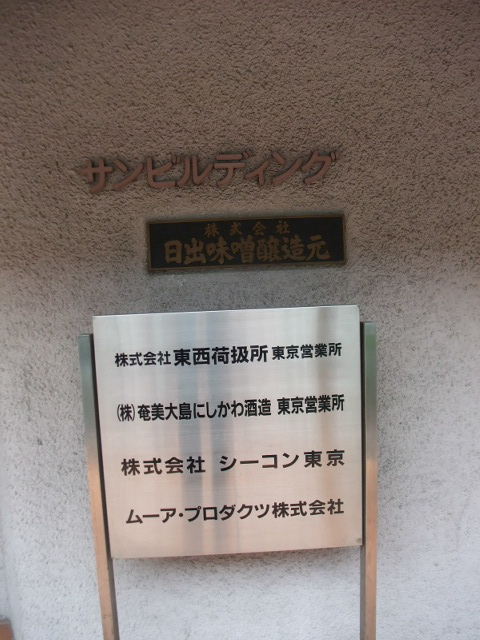 サンビルディング
株式会社
日出味噌醸造元
株式会社東西荷扱所 東京営業所
(株)奄美大島にしかわ酒造 東京営業所
株式会社 シーコン東京
ムーア・プロダクツ株式会社